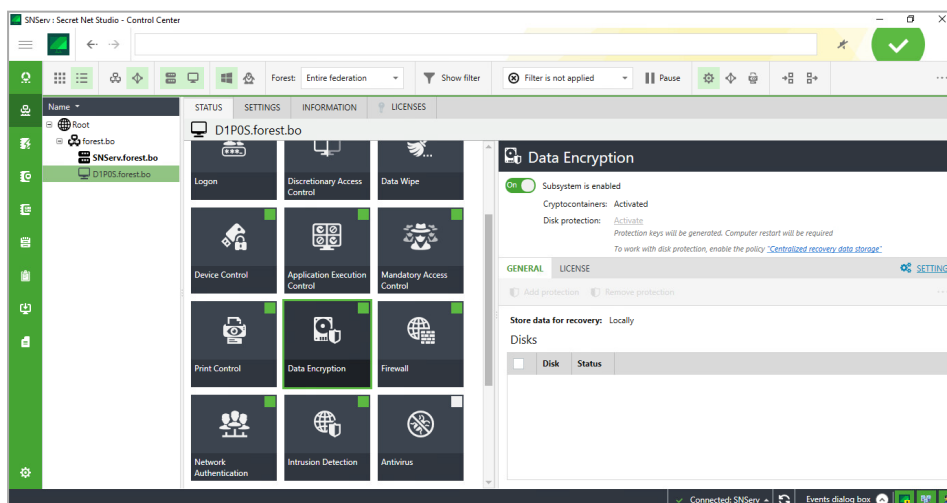 SNServ : Secret Net Studio - Control Center
Forest: Entire federation
Show filter
Filter is not applied
Pause
Name
Root
forest.bo
SNServ.forest.bo
D1P0S.forest.bo
STATUS SETTINGS INFORMATION LICENSES
D1P0S.forest.bo
Logon
Discretionary Access
Control
Data Wipe
Device Control
Application Execution
Control
Mandatory Access
Control
Print Control
Data Encryption
Firewall
Network
Authentication
Intrusion Detection
Antivirus
Data Encryption
On Subsystem is enabled
Cryptocontainers: Activated
Disk protection: Activate
Protection keys will be generated. Computer restart will be required
To work with disk protection, enable the policy "Centralized recovery data storage"
GENERAL LICENSE SETTING
Add protection Remove protection
Store data for recovery: Locally
Disks
Disk Status
Connected: SNServ
Events dialog box